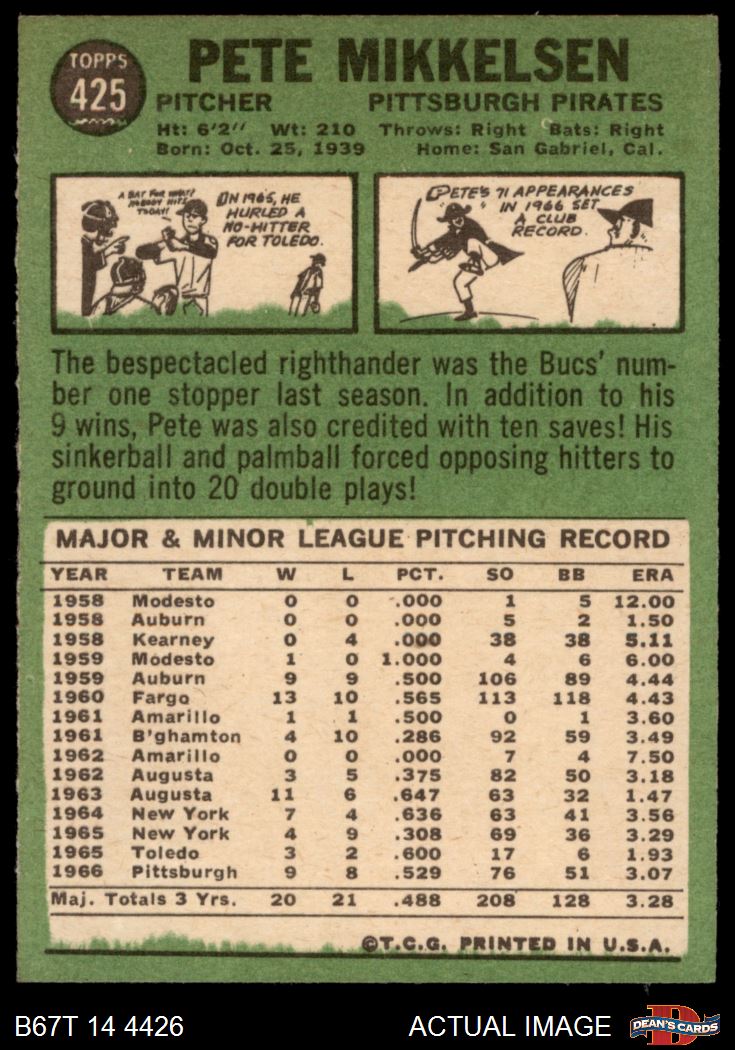 TOPPS
425
PETE MIKKELSEN
PITCHER PITTSBURGH PIRATES
Ht: 6'2" Wt: 210 Throws: Right Bats: Right
Born: Oct. 25, 1939 Home: San Gabriel, Cal.
A BAT FOR WHAT?
NOBODY HITS
TODAY!
IN 1965, HE
HURLED A
NO-HITTER
FOR TOLEDO.
PETE'S 71 APPEARANCES
IN 1966 SET
A CLUB
RECORD.
The bespectacled righthander was the Bucs' num-
ber one stopper last season. In addition to his
9 wins, Pete was also credited with ten saves! His
sinkerball and palmball forced opposing hitters to
ground into 20 double plays!
MAJOR & MINOR LEAGUE PITCHING RECORD
YEAR TEAM W L PCT. SO BB ERA
1958 Modesto 0 0 .000 1 5 12.00
1958 Auburn 0 0 .000 5 2 1.50
1958 Kearney 0 4 .000 38 38 5.11
1959 Modesto 1 0 1.000 4 6 6.00
1959 Auburn 9 9 .500 106 89 4.44
1960 Fargo 13 10 .565 113 118 4.43
1961 Amarillo 1 1 .500 0 1 3.60
1961 B'ghamton 4 10 .286 92 59 3.49
1962 Amarillo 0 0 .000 7 4 7.50
1962 Augusta 3 5 .375 82 50 3.18
1963 Augusta 11 6 .647 63 32 1.47
1964 New York 7 4 .636 63 41 3.56
1965 New York 4 9 .308 69 36 3.29
1965 Toledo 3 2 .600 17 6 1.93
1966 Pittsburgh 9 8 .529 76 51 3.07
Maj. Totals 3 Yrs. 20 21 .488 208 128 3.28
©T.C.G. PRINTED IN U.S.A.
B67T 14 4426 ACTUAL IMAGE
DEAN'S CARDS